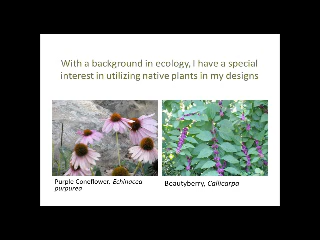 With a background in ecology, I have a special
interest in utilizing native plants in my designs
Purple Coneflower, Echinacea
purpurea
Beautyberry, Callicarpa